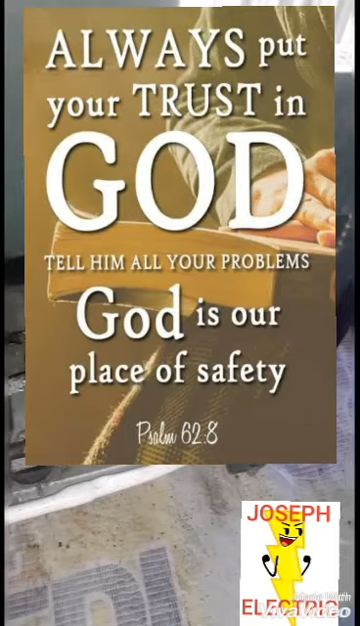 ALWAYS put
your TRUST in
GOD
TELL HIM ALL YOUR PROBLEMS
God is our
place of safety
Psalm 62:8
JOSEPH
ELECTRIC
VivaVideo